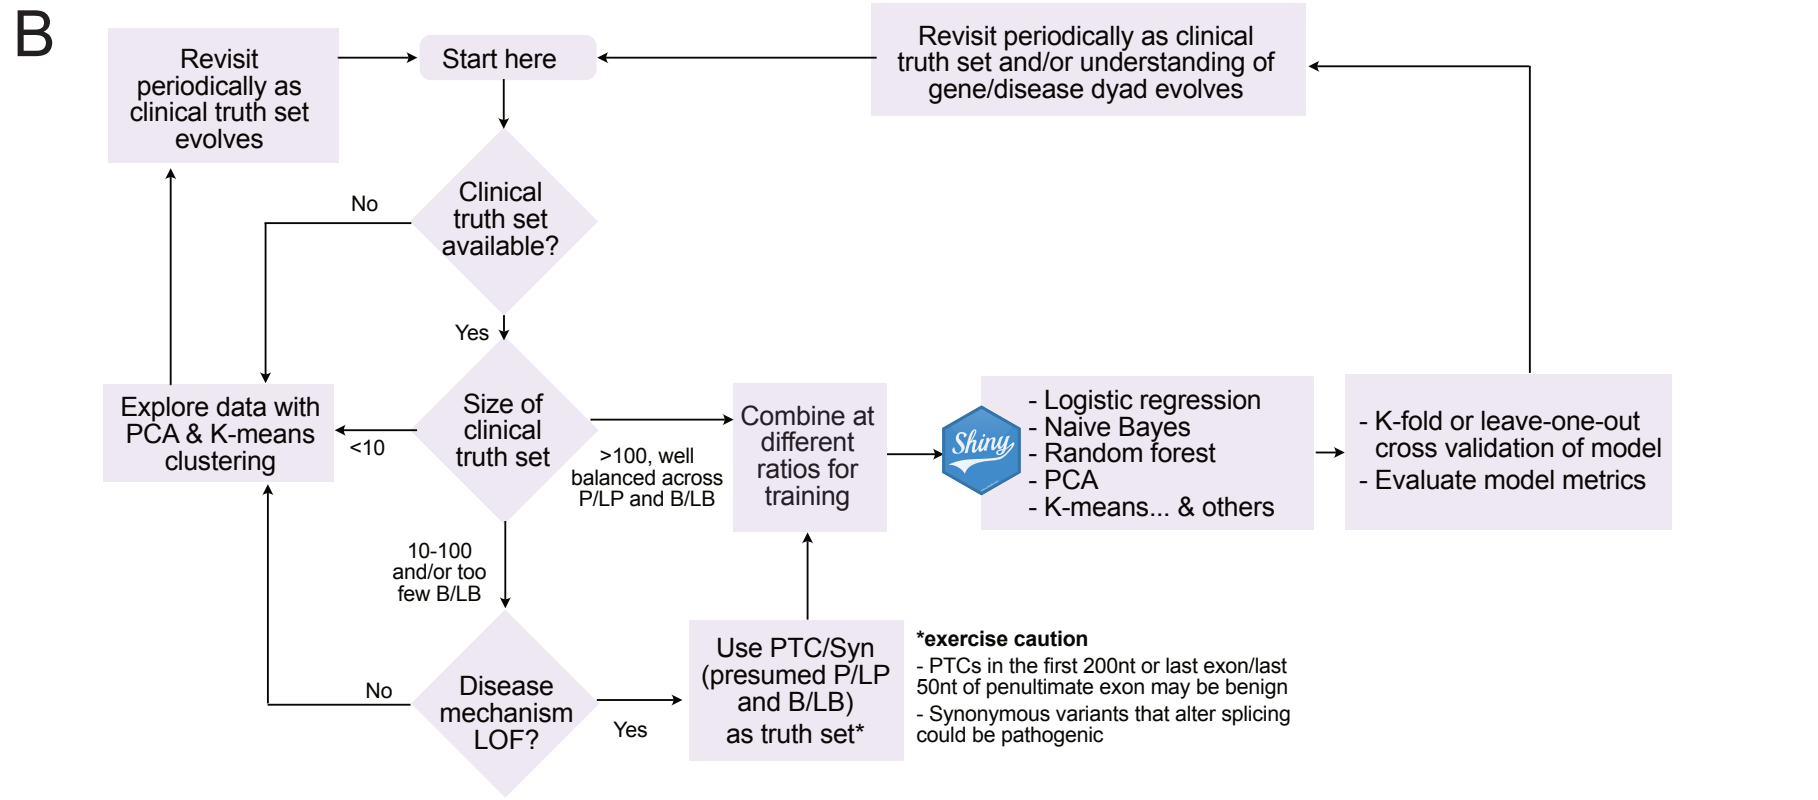 B
Revisit
periodically as
clinical truth set
evolves
Start here
Revisit periodically as clinical
truth set and/or understanding of
gene/disease dyad evolves
Clinical
truth set
available?
No
Yes
Explore data with
PCA & K-means
clustering
<10
Size of
clinical
truth set
>100, well
balanced across
P/LP and B/LB
Combine at
different
ratios for
training
Shiny
- Logistic regression
- Naive Bayes
- Random forest
- PCA
- K-means... & others
- K-fold or leave-one-out
cross validation of model
- Evaluate model metrics
10-100
and/or too
few B/LB
No
Disease
mechanism
LOF?
Yes
Use PTC/Syn
(presumed P/LP
and B/LB)
as truth set*
*exercise caution
- PTCs in the first 200nt or last exon/last
50nt of penultimate exon may be benign
- Synonymous variants that alter splicing
could be pathogenic